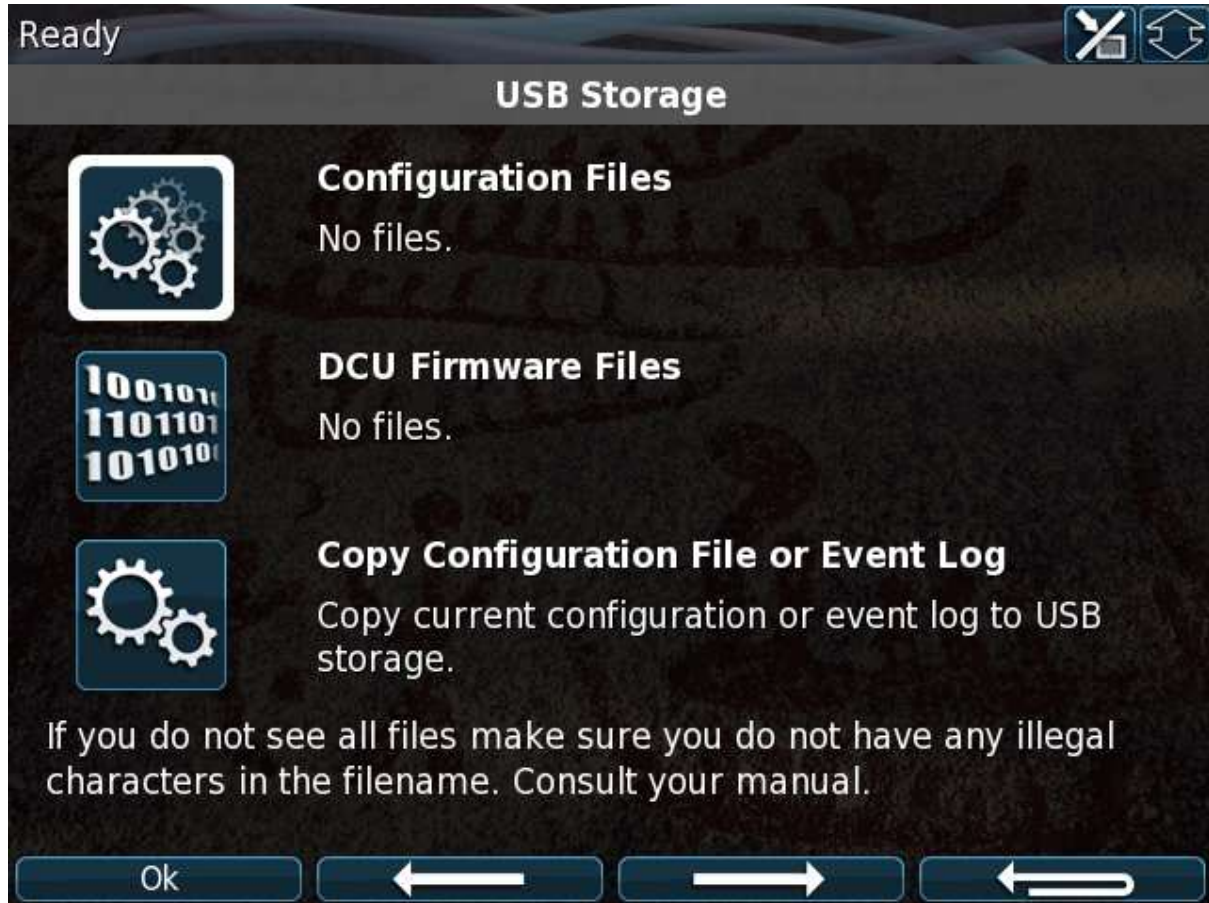 Ready
USB Storage
Configuration Files
No files.
DCU Firmware Files
No files.
Copy Configuration File or Event Log
Copy current configuration or event log to USB
storage.
If you do not see all files make sure you do not have any illegal
characters in the filename. Consult your manual.
Ok